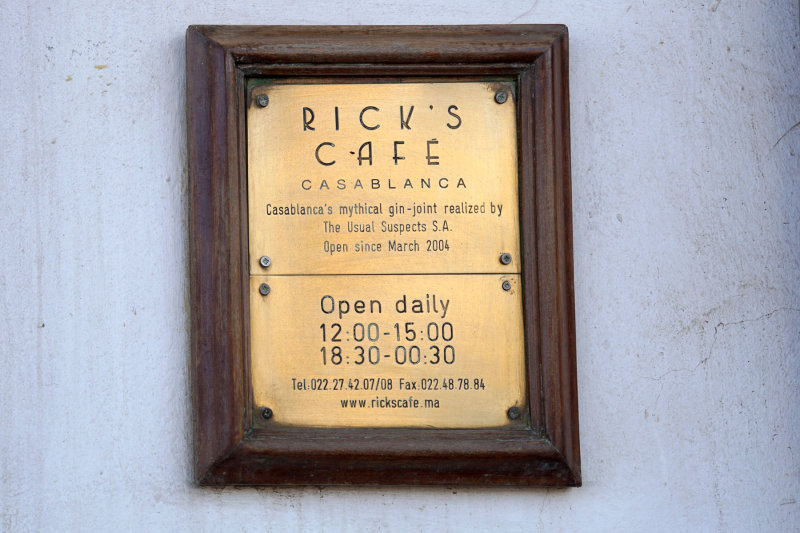 RICK'S
CAFÉ
CASABLANCA
Casablanca's mythical gin-joint realized by
The Usual Suspects S.A.
Open since March 2004
Open daily
12:00-15:00
18:30-00:30
Tel:022.27.42.07/08 Fax:022.48.78.84
www.rickscafe.ma